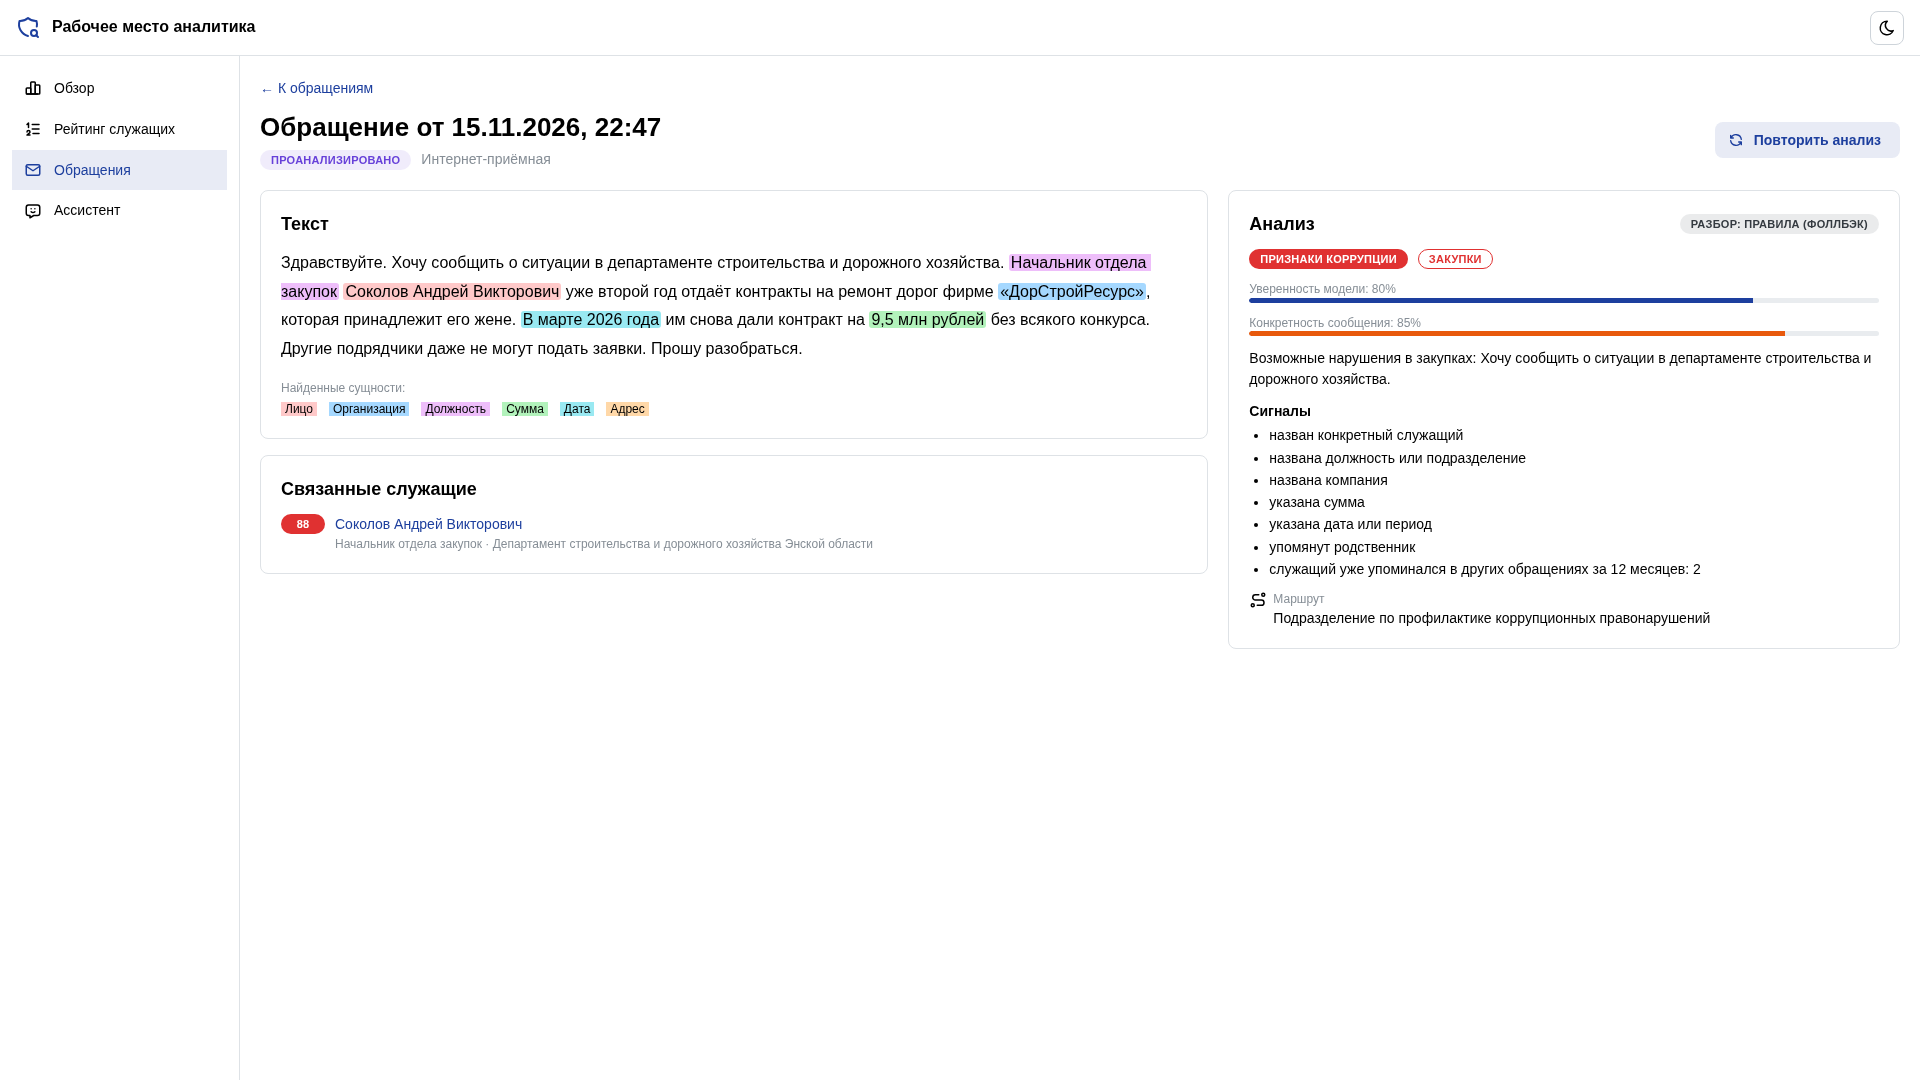 Рабочее место аналитика
Обзор
Рейтинг служащих
Обращения
Ассистент
← К обращениям
Обращение от 15.11.2026, 22:47
ПРОАНАЛИЗИРОВАНО Интернет-приёмная
Повторить анализ
Текст
Здравствуйте. Хочу сообщить о ситуации в департаменте строительства и дорожного хозяйства. Начальник отдела
закупок Соколов Андрей Викторович уже второй год отдаёт контракты на ремонт дорог фирме «ДорСтройРесурс»,
которая принадлежит его жене. В марте 2026 года им снова дали контракт на 9,5 млн рублей без всякого конкурса.
Другие подрядчики даже не могут подать заявки. Прошу разобраться.
Найденные сущности:
Лицо Организация Должность Сумма Дата Адрес
Связанные служащие
88 Соколов Андрей Викторович
Начальник отдела закупок · Департамент строительства и дорожного хозяйства Энской области
Анализ
РАЗБОР: ПРАВИЛА (ФОЛЛБЭК)
ПРИЗНАКИ КОРРУПЦИИ ЗАКУПКИ
Уверенность модели: 80%
Конкретность сообщения: 85%
Возможные нарушения в закупках: Хочу сообщить о ситуации в департаменте строительства и
дорожного хозяйства.
Сигналы
• назван конкретный служащий
• названа должность или подразделение
• названа компания
• указана сумма
• указана дата или период
• упомянут родственник
• служащий уже упоминался в других обращениях за 12 месяцев: 2
Маршрут
Подразделение по профилактике коррупционных правонарушений